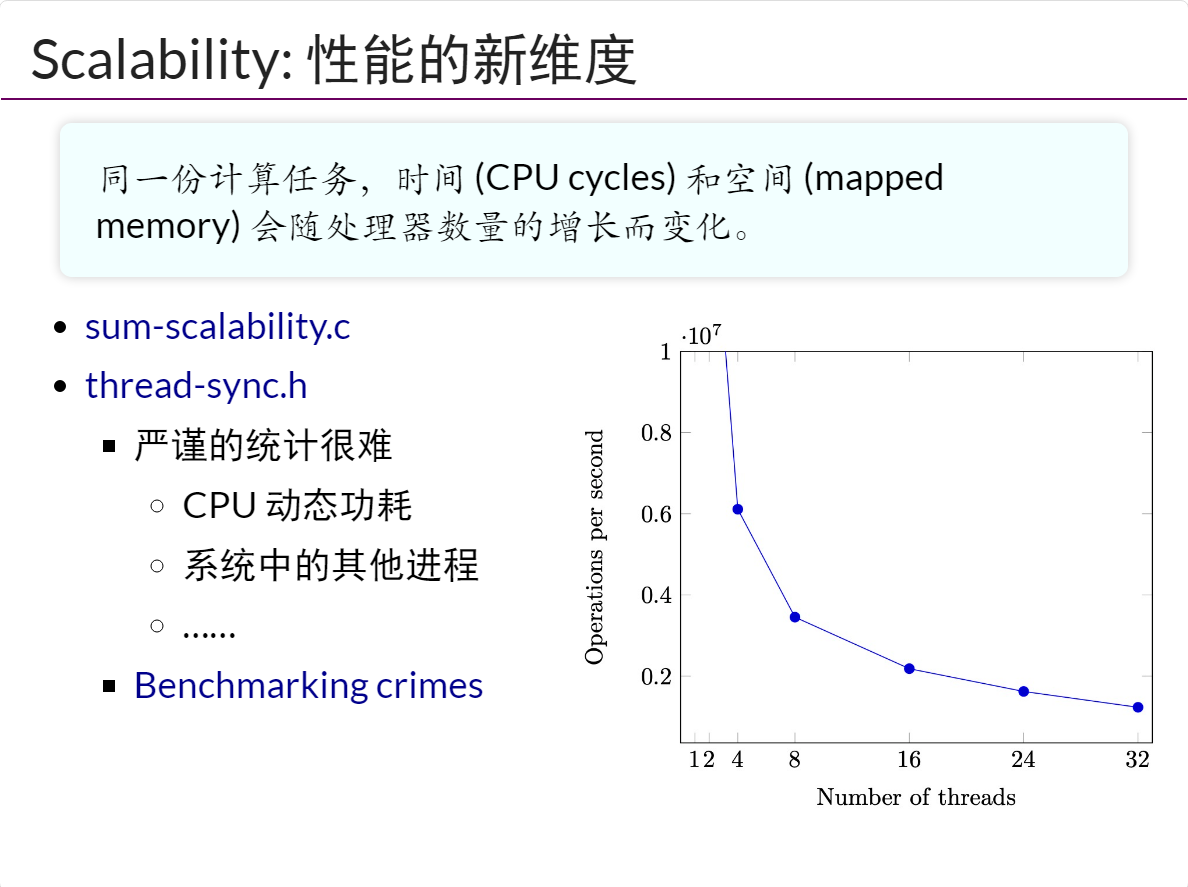 Scalability: 性能的新维度
同一份计算任务，时间 (CPU cycles) 和空间 (mapped
memory) 会随处理器数量的增长而变化。
sum-scalability.c
thread-sync.h
严谨的统计很难
CPU 动态功耗
系统中的其他进程
……
Benchmarking crimes
·10⁷
1
0.8
0.6
0.4
0.2
Operations per second
1 2 4 8 16 24 32
Number of threads